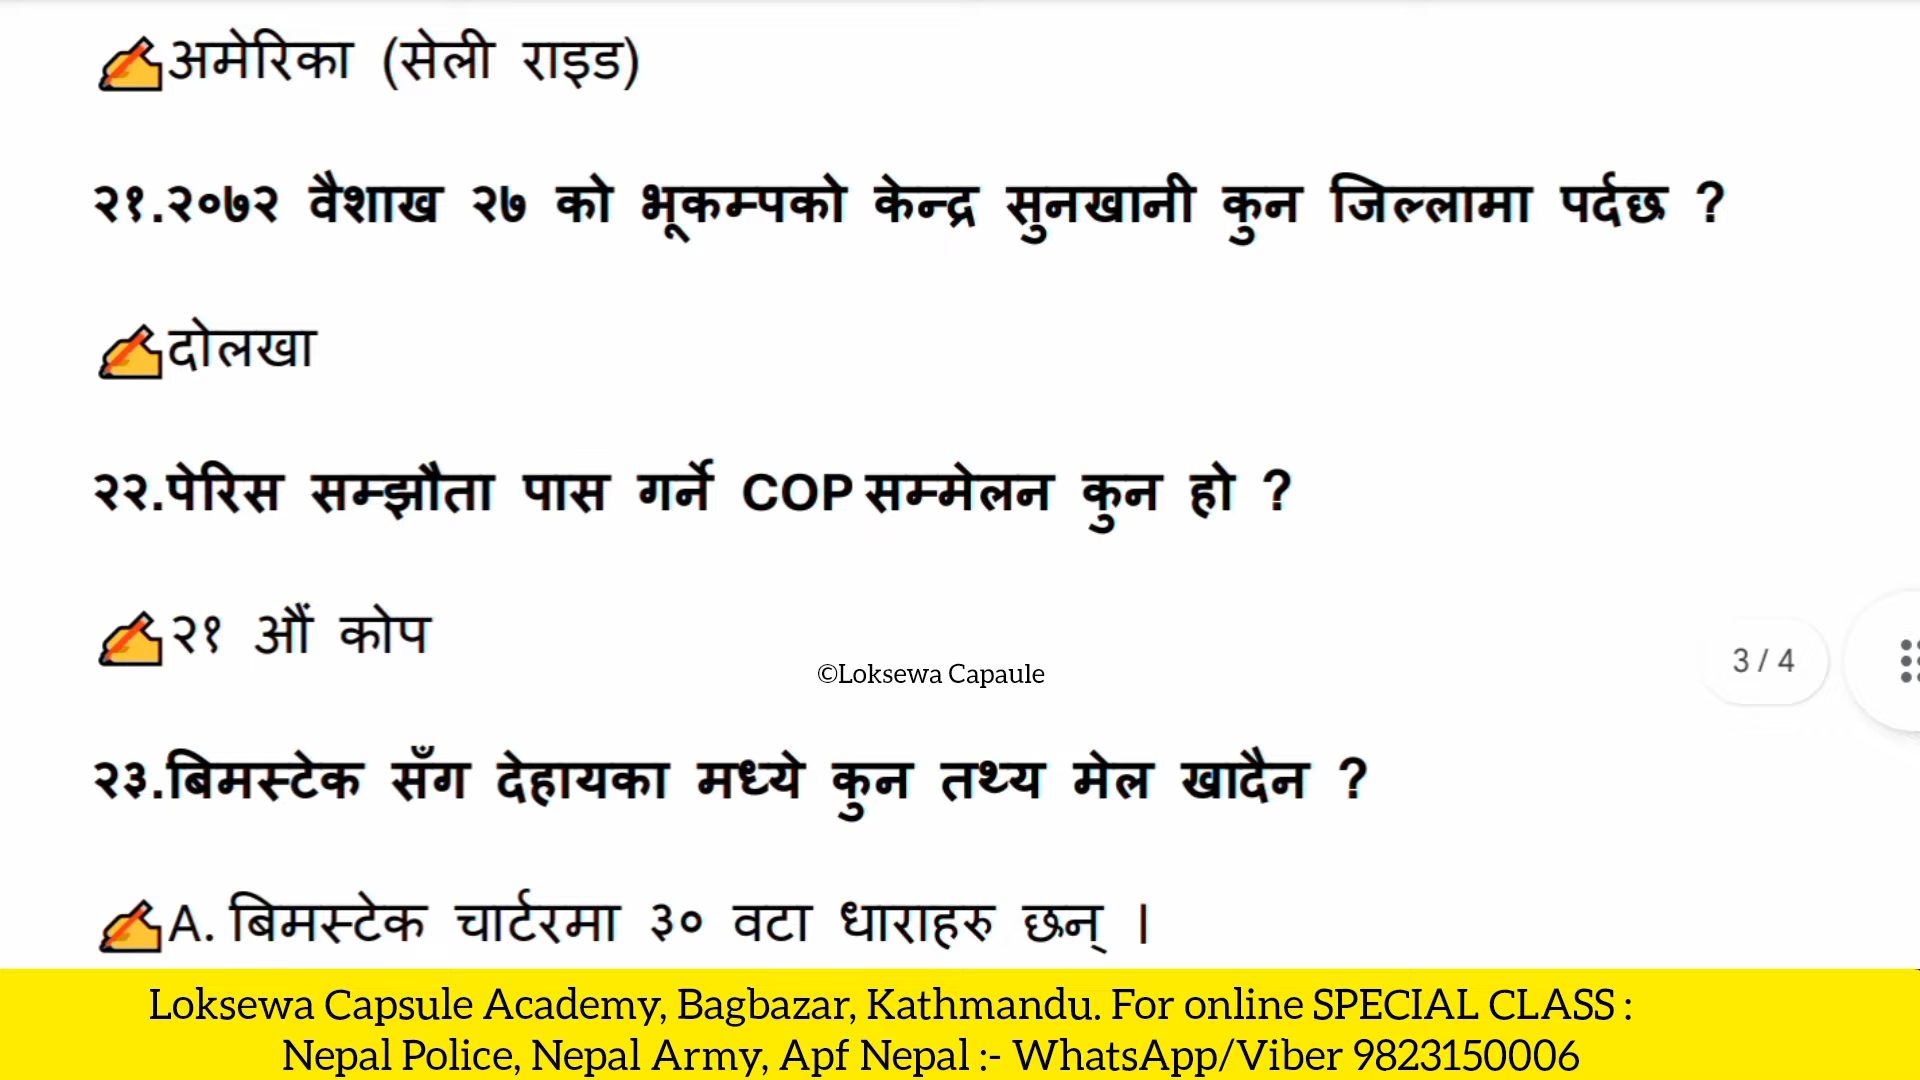 ✍अमेरिका (सेली राइड)
२१.२०७२ वैशाख २७ को भूकम्पको केन्द्र सुनखानी कुन जिल्लामा पर्दछ ?
✍दोलखा
२२.पेरिस सम्झौता पास गर्ने COP सम्मेलन कुन हो ?
✍२१ औं कोप
©Loksewa Capaule
3 / 4
२३.बिमस्टेक सँग देहायका मध्ये कुन तथ्य मेल खादैन ?
✍A. बिमस्टेक चार्टरमा ३० वटा धाराहरु छन् ।
Loksewa Capsule Academy, Bagbazar, Kathmandu. For online SPECIAL CLASS :
Nepal Police, Nepal Army, Apf Nepal :- WhatsApp/Viber 9823150006